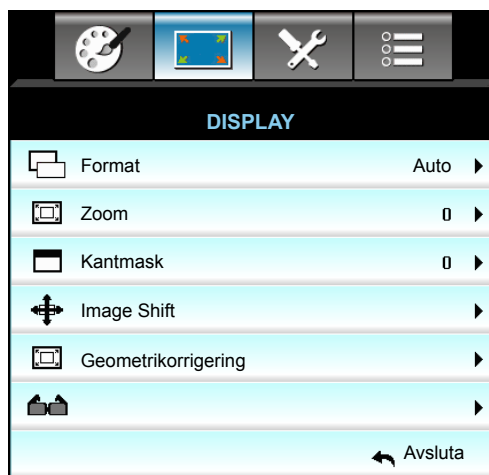 DISPLAY
Format Auto
Zoom 0
Kantmask 0
Image Shift
Geometrikorrigering
Avsluta